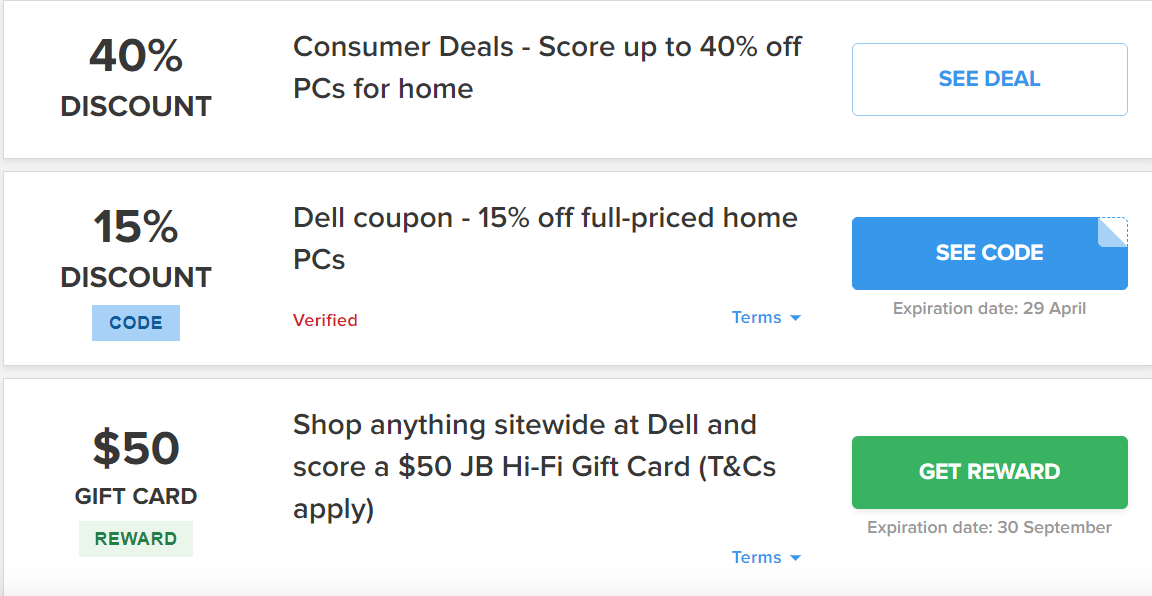 40%
DISCOUNT
Consumer Deals - Score up to 40% off
PCs for home
SEE DEAL
15%
DISCOUNT
CODE
Dell coupon - 15% off full-priced home
PCs
Verified
Terms
SEE CODE
Expiration date: 29 April
$50
GIFT CARD
REWARD
Shop anything sitewide at Dell and
score a $50 JB Hi-Fi Gift Card (T&Cs
apply)
Terms
GET REWARD
Expiration date: 30 September